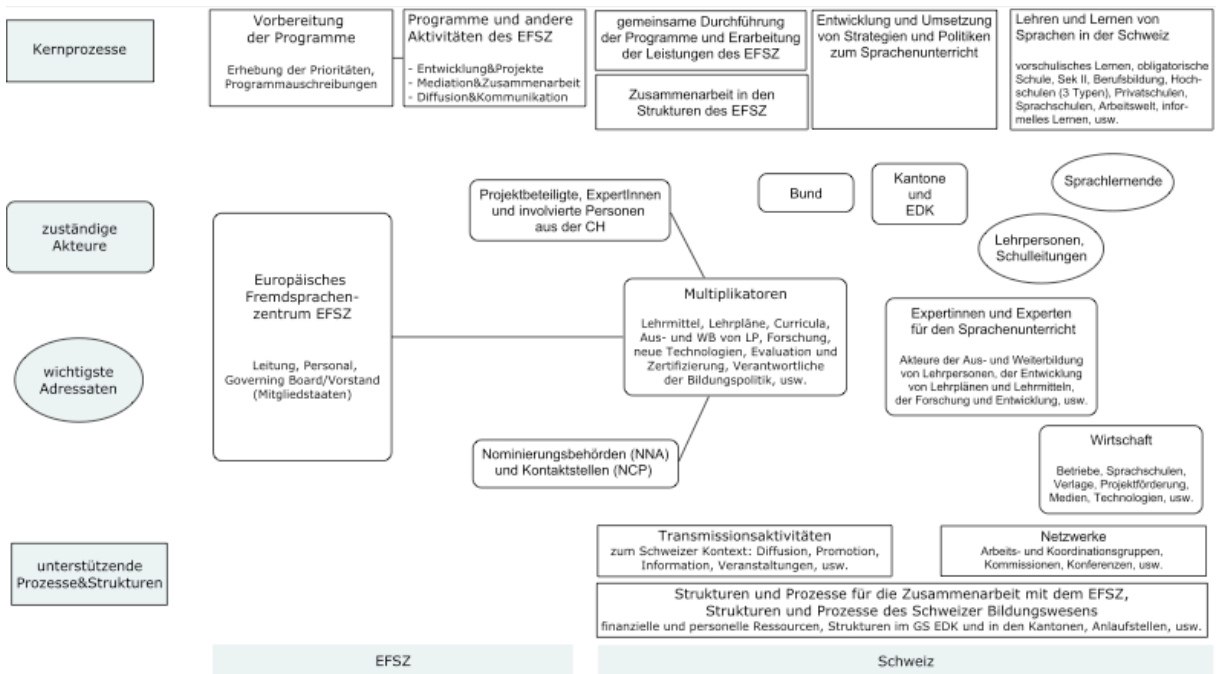 Kernprozesse
Vorbereitung
der Programme
Erhebung der Prioritäten,
Programmauschreibungen
Programme und andere
Aktivitäten des EFSZ
- Entwicklung&Projekte
- Mediation&Zusammenarbeit
- Diffusion&Kommunikation
gemeinsame Durchführung
der Programme und Erarbeitung
der Leistungen des EFSZ
Zusammenarbeit in den
Strukturen des EFSZ
Entwicklung und Umsetzung
von Strategien und Politiken
zum Sprachenunterricht
Lehren und Lernen von
Sprachen in der Schweiz
vorschulisches Lernen, obligatorische
Schule, Sek II, Berufsbildung, Hoch-
schulen (3 Typen), Privatschulen,
Sprachschulen, Arbeitswelt, infor-
melles Lernen, usw.
zuständige
Akteure
Europäisches
Fremdsprachen-
zentrum EFSZ
Leitung, Personal,
Governing Board/Vorstand
(Mitgliedstaaten)
Projektbeteiligte, ExpertInnen
und involvierte Personen
aus der CH
Bund
Kantone
und
EDK
Sprachlernende
Lehrpersonen,
Schulleitungen
Multiplikatoren
Lehrmittel, Lehrpläne, Curricula,
Aus- und WB von LP, Forschung,
neue Technologien, Evaluation und
Zertifizierung, Verantwortliche
der Bildungspolitik, usw.
Expertinnen und Experten
für den Sprachenunterricht
Akteure der Aus- und Weiterbildung
von Lehrpersonen, der Entwicklung
von Lehrplänen und Lehrmitteln,
der Forschung und Entwicklung, usw.
wichtigste
Adressaten
Nominierungsbehörden (NNA)
und Kontaktstellen (NCP)
Wirtschaft
Betriebe, Sprachschulen,
Verlage, Projektförderung,
Medien, Technologien, usw.
unterstützende
Prozesse&Strukturen
Transmissionsaktivitäten
zum Schweizer Kontext: Diffusion, Promotion,
Information, Veranstaltungen, usw.
Netzwerke
Arbeits- und Koordinationsgruppen,
Kommissionen, Konferenzen, usw.
Strukturen und Prozesse für die Zusammenarbeit mit dem EFSZ,
Strukturen und Prozesse des Schweizer Bildungswesens
finanzielle und personelle Ressourcen, Strukturen im GS EDK und in den Kantonen, Anlaufstellen, usw.
EFSZ
Schweiz